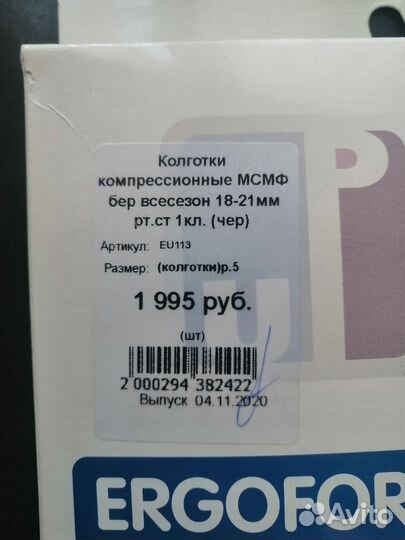 Колготки
компрессионные МСМФ
бер всесезон 18-21мм
рт.ст 1кл. (чер)
Артикул: EU113
Размер: (колготки)р.5
1 995 руб.
(шт)
2 000294 382422
Выпуск 04.11.2020
ERGOFOR
Avito